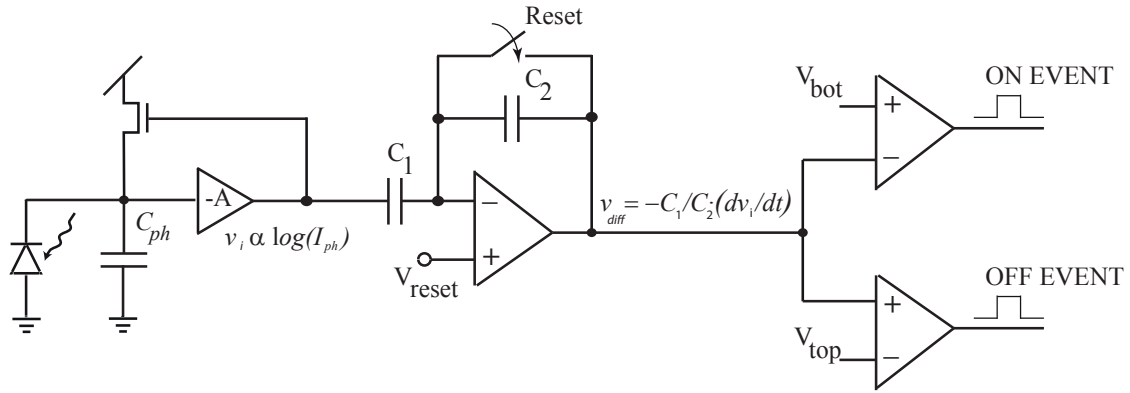 Reset
C2
C1
-A
Cph
vi α log(Iph)
−
+
Vreset
vdiff = −C1/C2·(dvi/dt)
Vbot
+
−
ON EVENT
OFF EVENT
+
−
Vtop